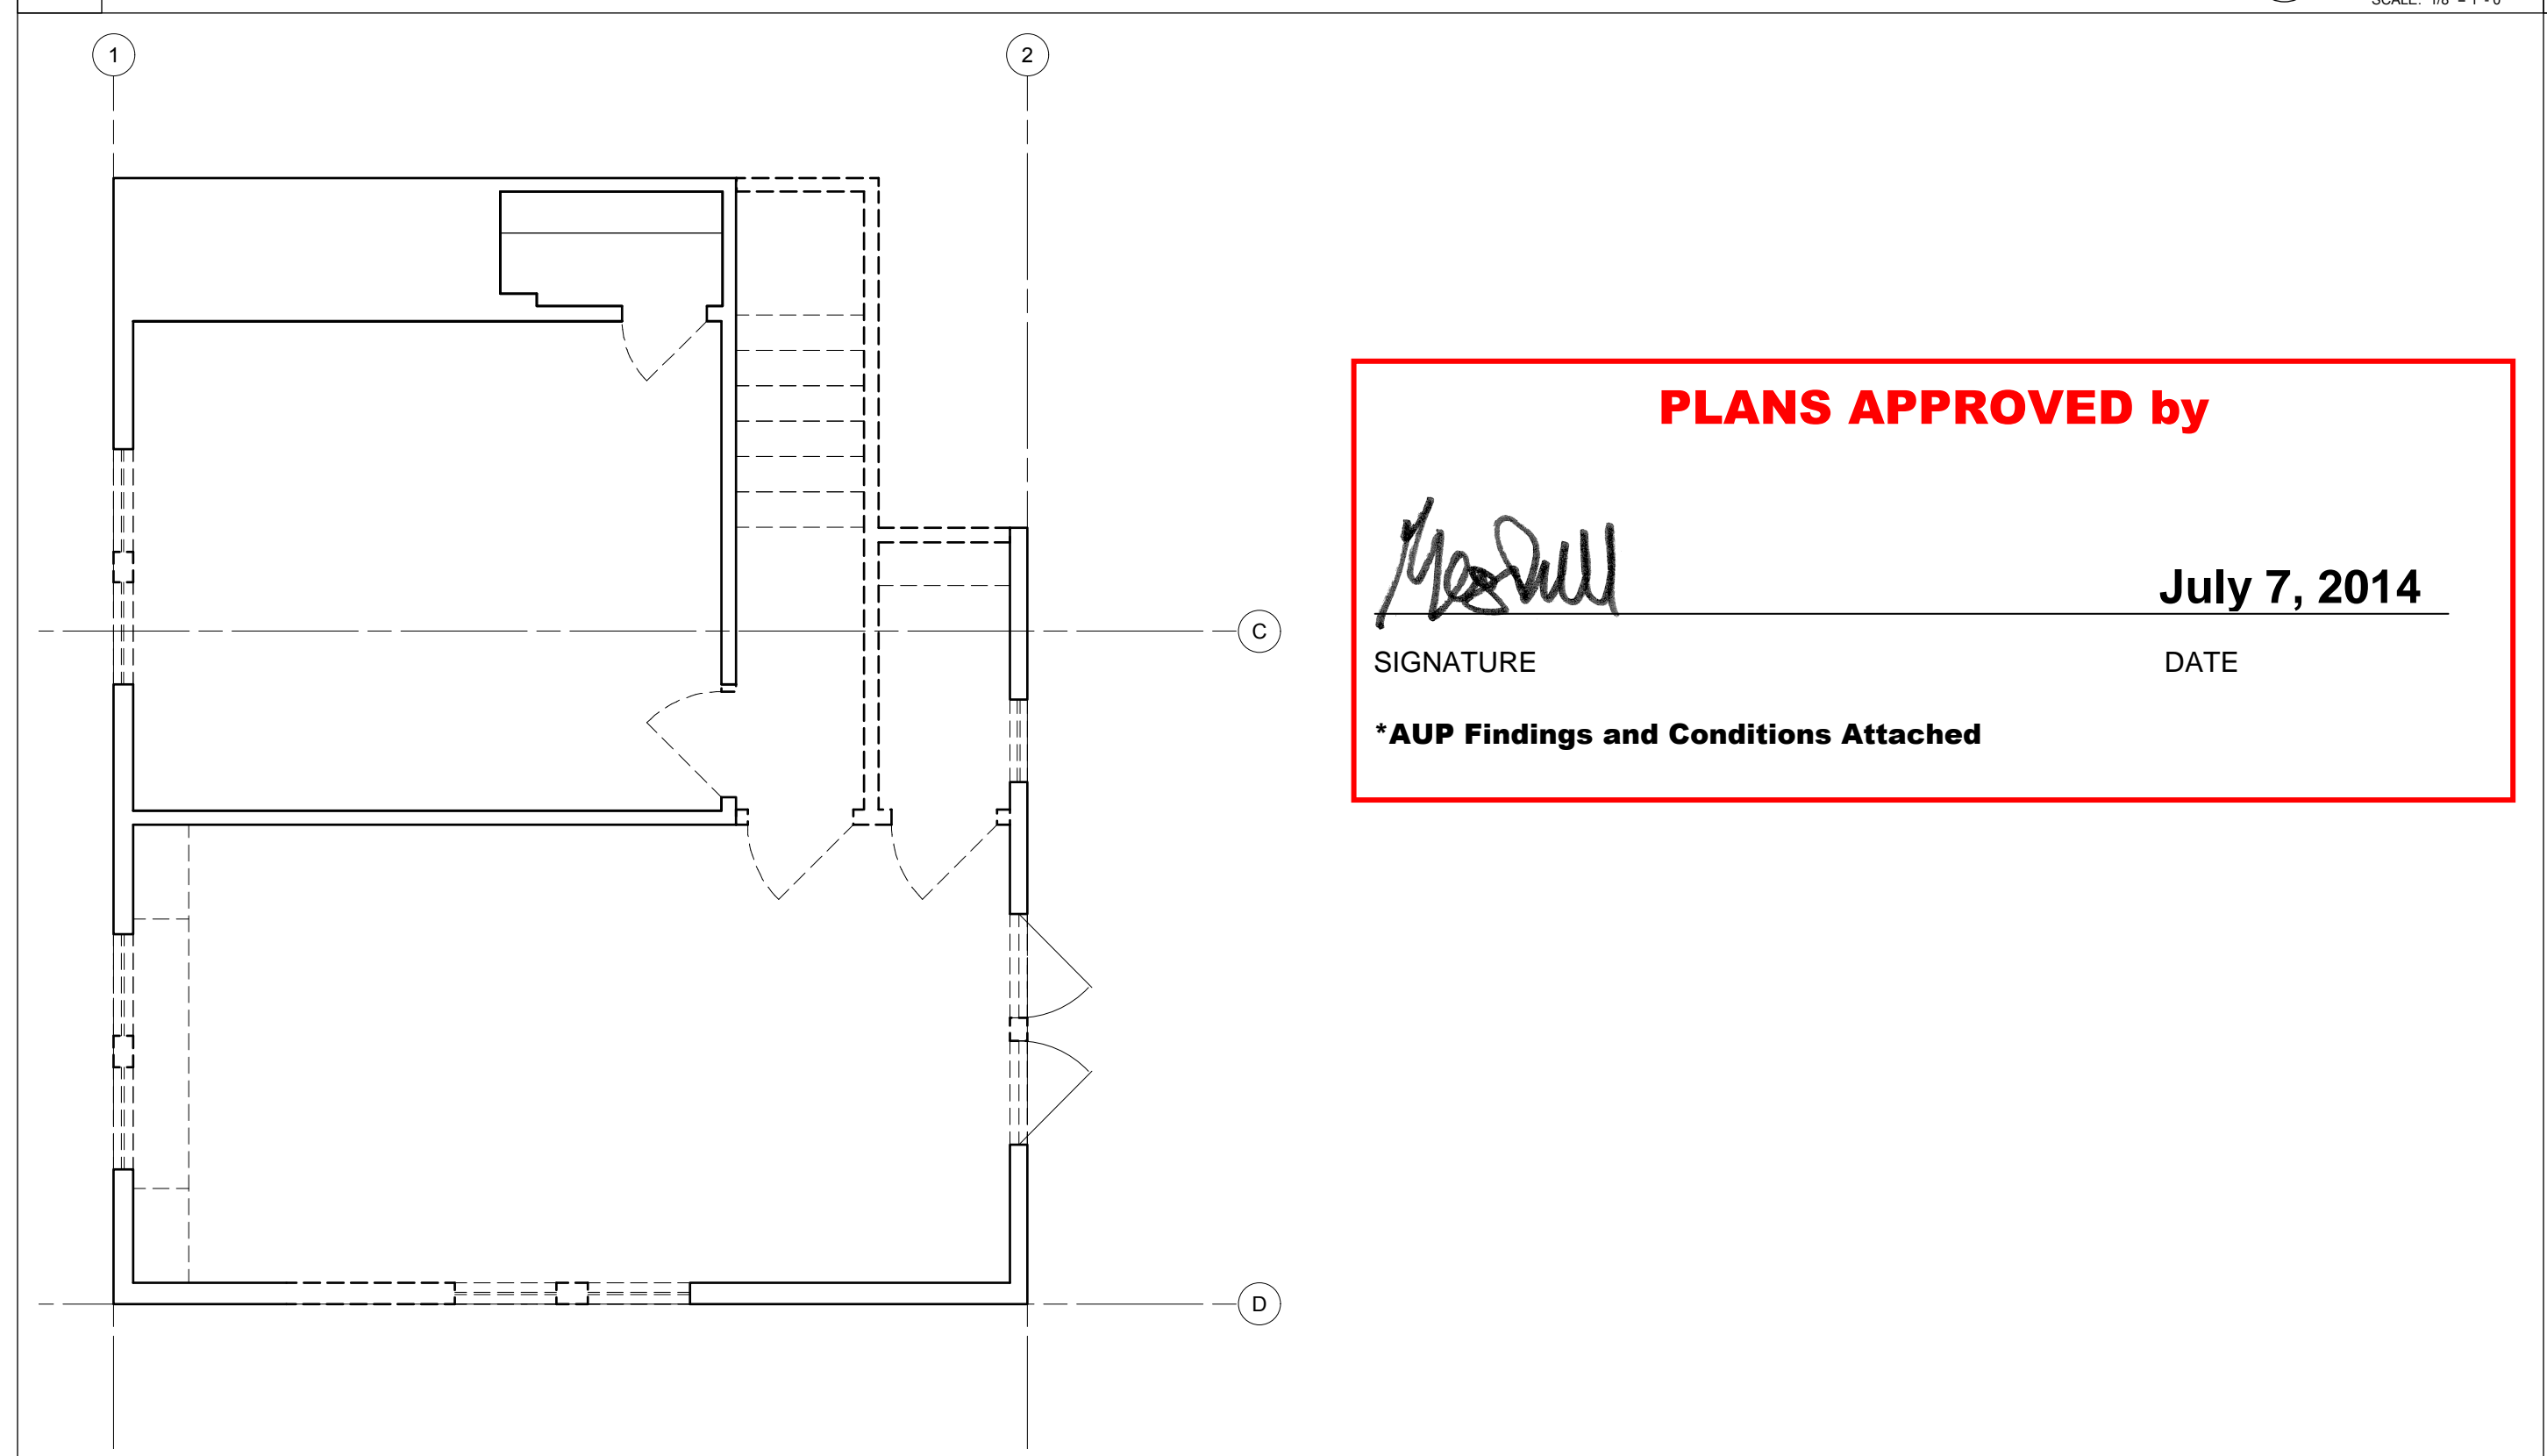 1
2
PLANS APPROVED by
July 7, 2014
SIGNATURE DATE
*AUP Findings and Conditions Attached
C
D